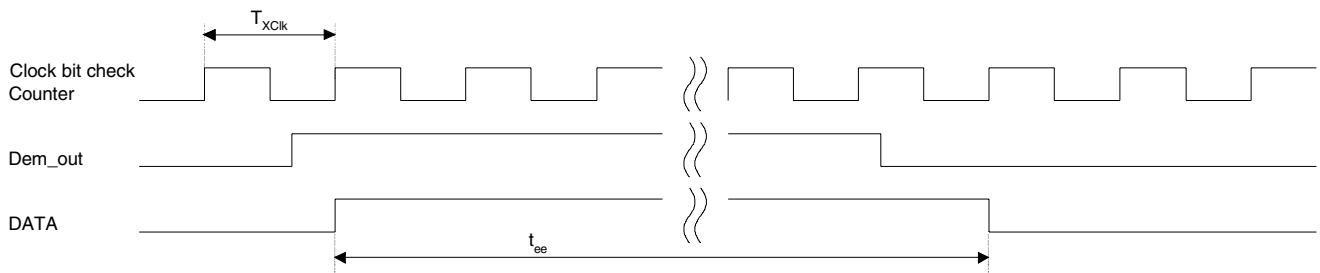 T_XClk
Clock bit check
Counter
Dem_out
DATA
t_ee